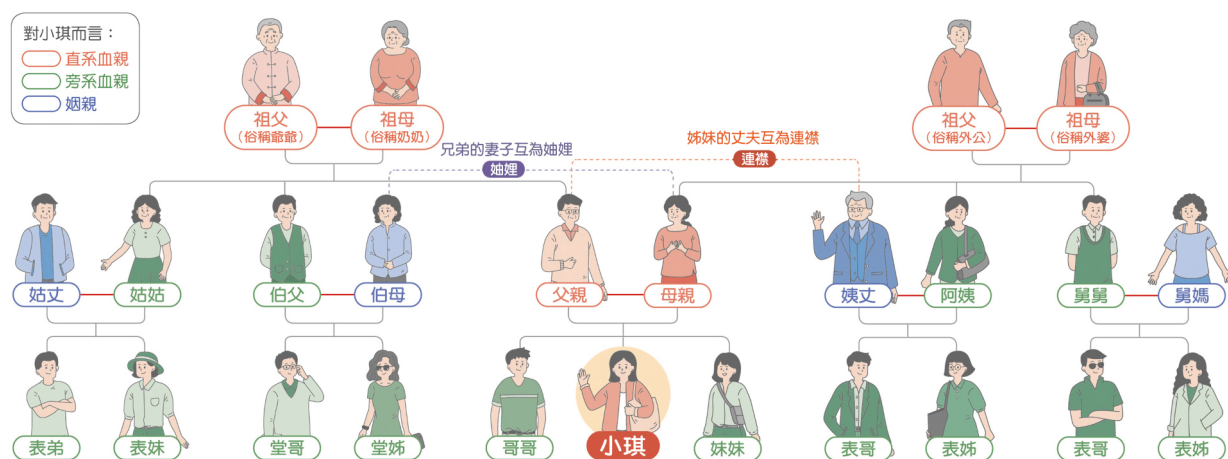 對小琪而言：
直系血親
旁系血親
姻親
祖父
（俗稱爺爺）
祖母
（俗稱奶奶）
祖父
（俗稱外公）
祖母
（俗稱外婆）
兄弟的妻子互為妯娌
妯娌
姊妹的丈夫互為連襟
連襟
姑丈
姑姑
伯父
伯母
父親
母親
姨丈
阿姨
舅舅
舅媽
表弟
表妹
堂哥
堂姊
哥哥
小琪
妹妹
表哥
表姊
表哥
表姊